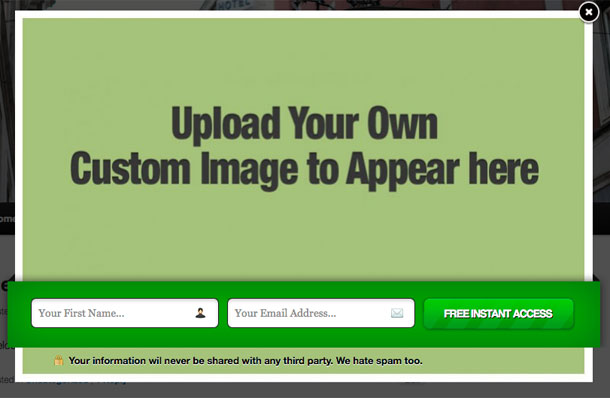 HOTEL
Upload Your Own
Custom Image to Appear here
Your First Name...
Your Email Address...
FREE INSTANT ACCESS
Your information wil never be shared with any third party. We hate spam too.